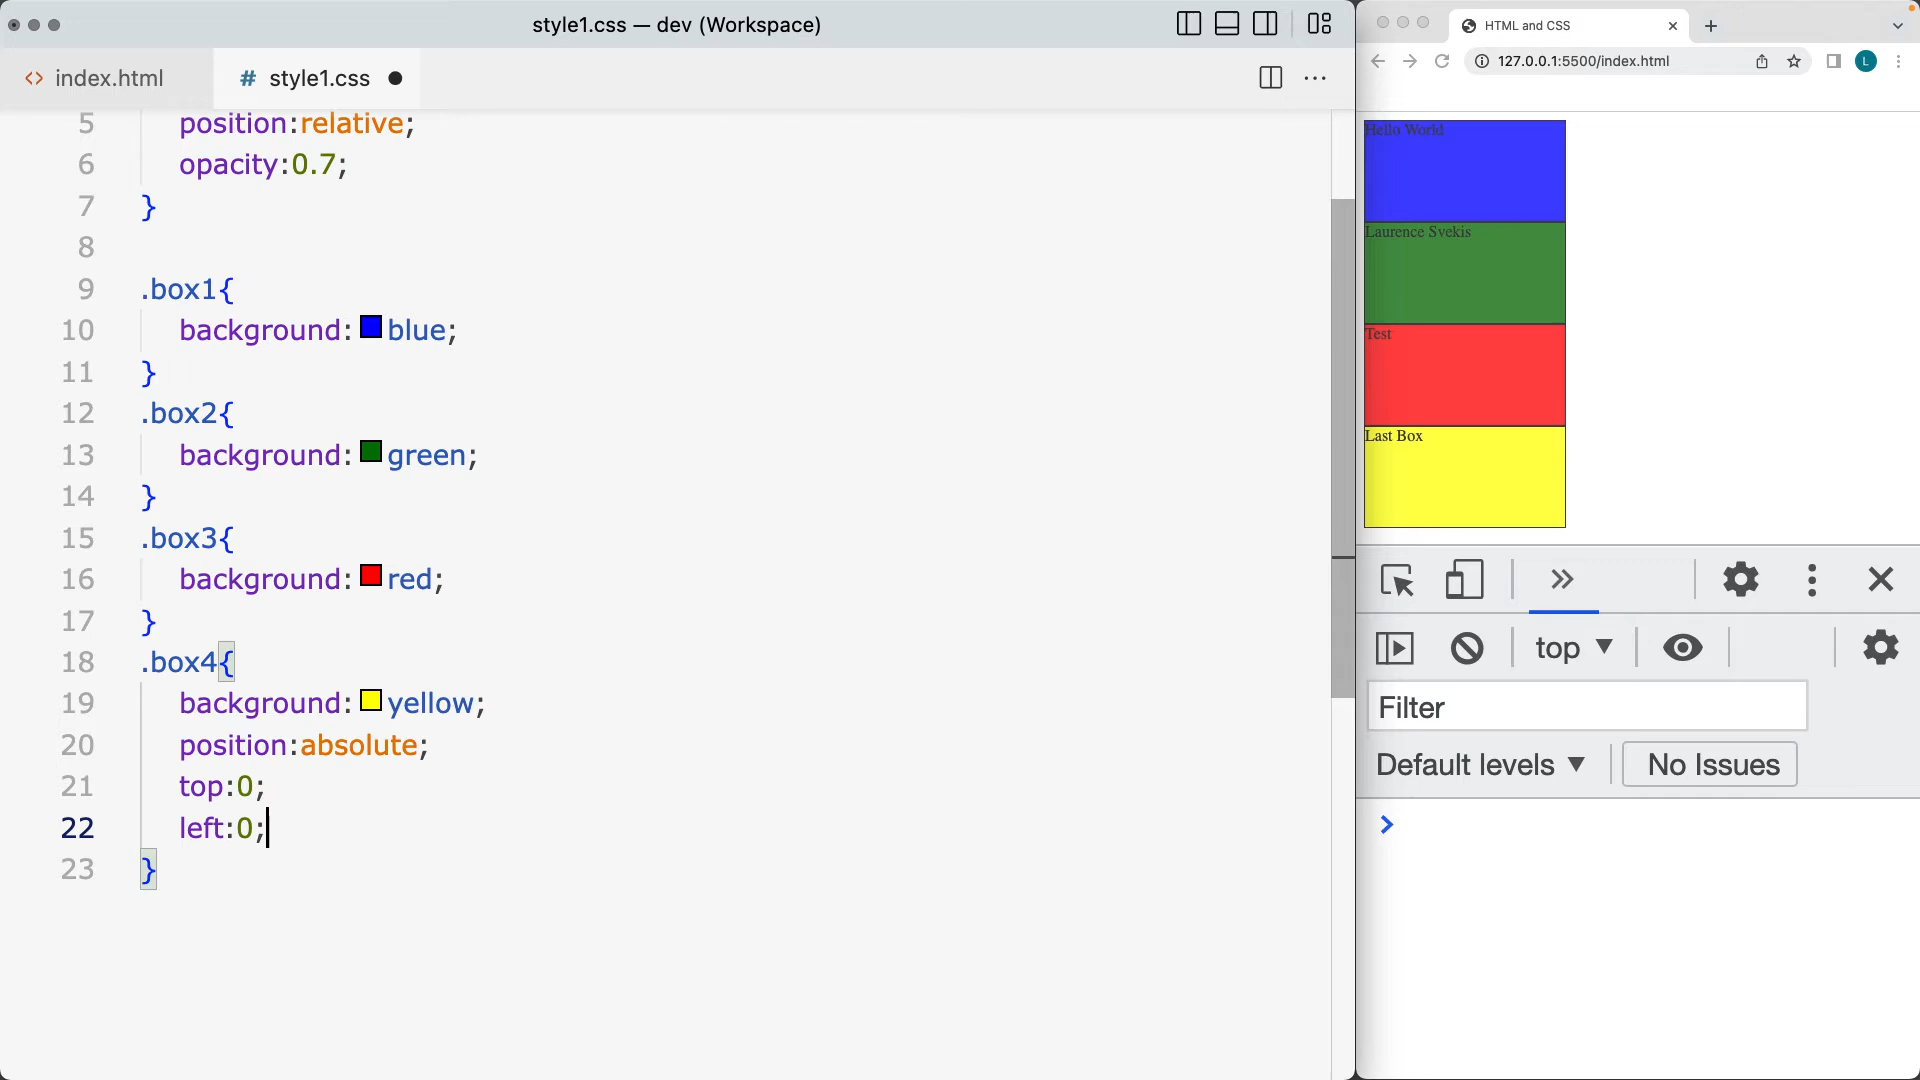 style1.css — dev (Workspace)
index.html
# style1.css
5 position:relative;
6 opacity:0.7;
7 }
8
9 .box1{
10 background: blue;
11 }
12 .box2{
13 background: green;
14 }
15 .box3{
16 background: red;
17 }
18 .box4{
19 background: yellow;
20 position:absolute;
21 top:0;
22 left:0;
23 }
HTML and CSS
127.0.0.1:5500/index.html
L
Hello World
Laurence Svekis
Test
Last Box
top
Filter
Default levels
No Issues